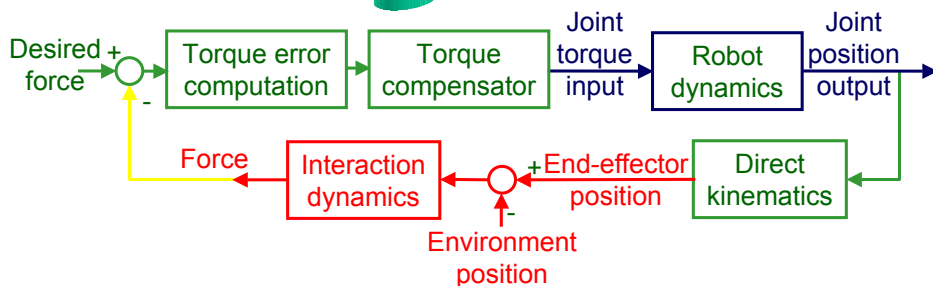 Desired
force
+
-
Torque error
computation
Torque
compensator
Joint
torque
input
Robot
dynamics
Joint
position
output
Force
Interaction
dynamics
+
-
End-effector
position
Direct
kinematics
Environment
position